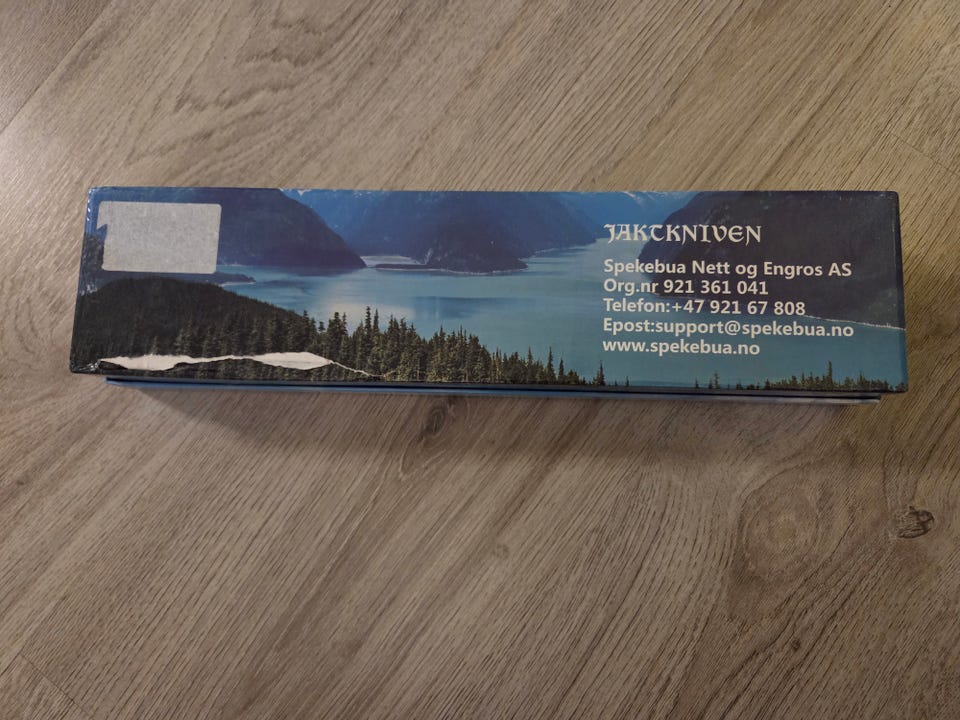 JAKTKNIVEN
Spekebua Nett og Engros AS
Org.nr 921 361 041
Telefon:+47 921 67 808
Epost:support@spekebua.no
www.spekebua.no